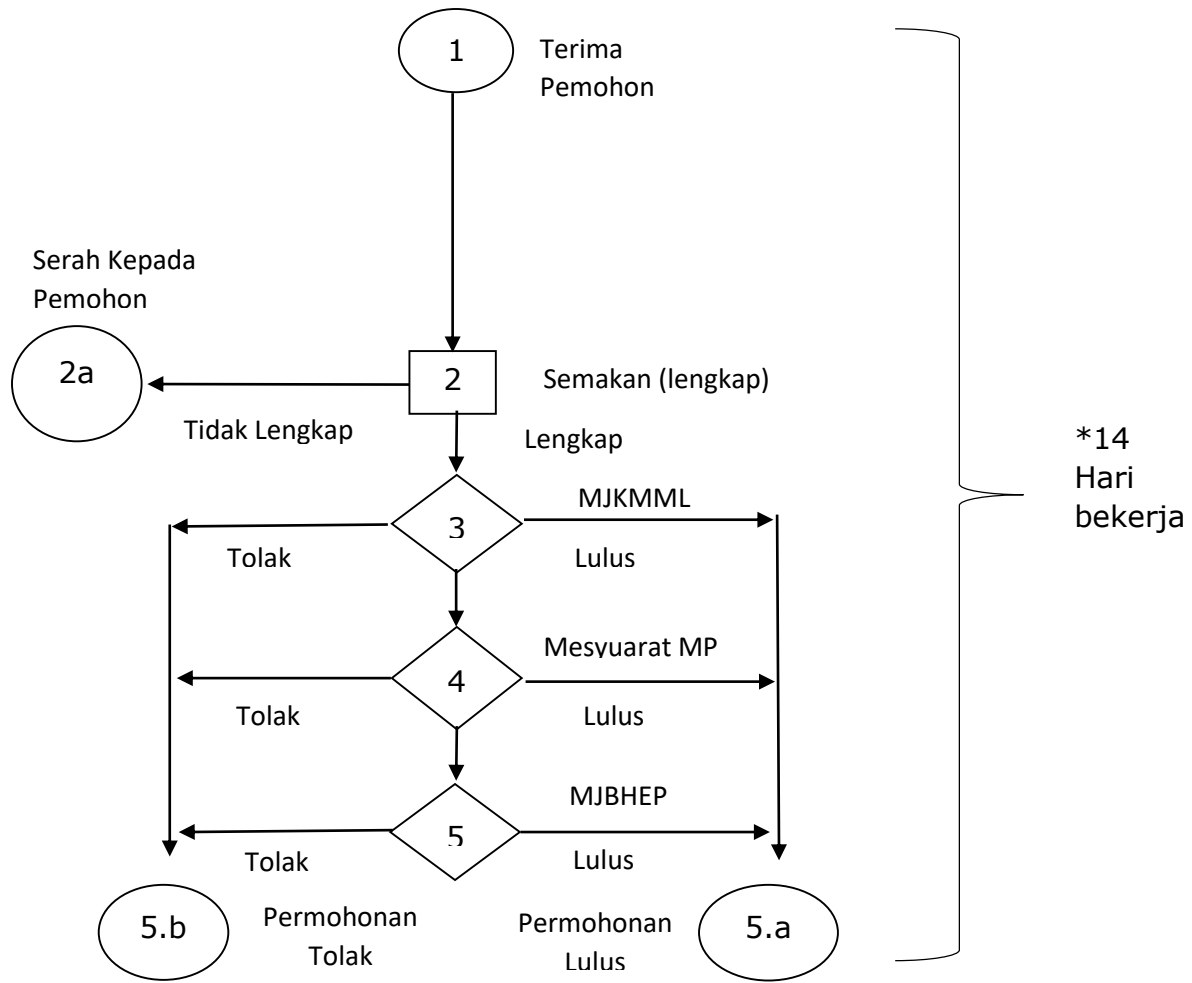 1
Terima
Pemohon
Serah Kepada
Pemohon
2a
2
Semakan (lengkap)
Tidak Lengkap
Lengkap
*14
Hari
bekerja
3
MJKMML
Tolak
Lulus
4
Mesyuarat MP
Tolak
Lulus
5
MJBHEP
Tolak
Lulus
5.b
Permohonan
Tolak
Permohonan
Lulus
5.a